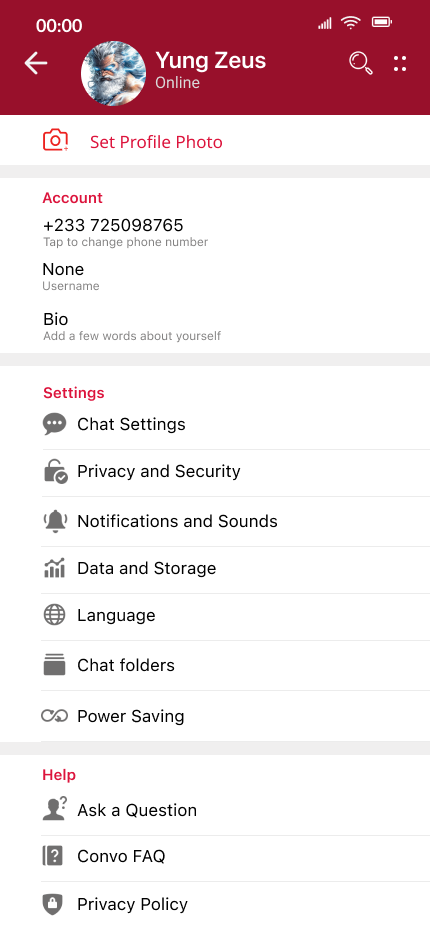 00:00
Yung Zeus
Online
Set Profile Photo
Account
+233 725098765
Tap to change phone number
None
Username
Bio
Add a few words about yourself
Settings
Chat Settings
Privacy and Security
Notifications and Sounds
Data and Storage
Language
Chat folders
Power Saving
Help
Ask a Question
Convo FAQ
Privacy Policy